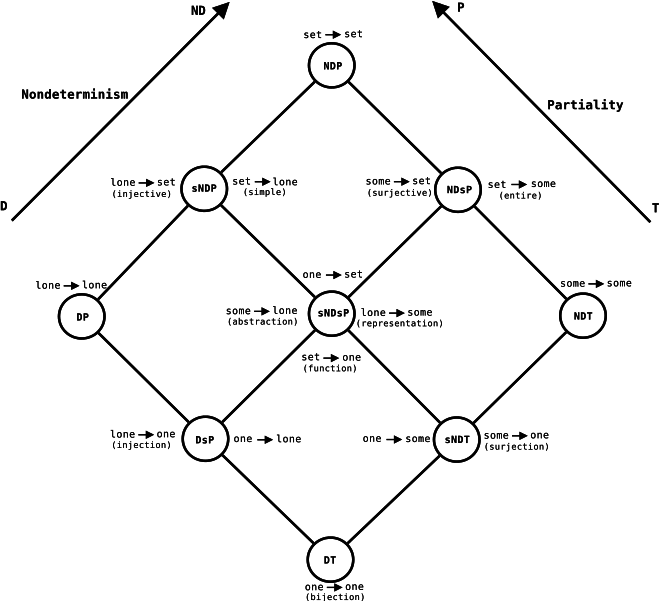 ND
P
set → set
NDP
Nondeterminism
Partiality
lone → set
(injective)
sNDP
set → lone
(simple)
some → set
(surjective)
NDsP
set → some
(entire)
D
T
one → set
lone → lone
some → some
DP
some → lone
(abstraction)
sNDsP
lone → some
(representation)
NDT
set → one
(function)
lone → one
(injection)
DsP
one → lone
one → some
sNDT
some → one
(surjection)
DT
one → one
(bijection)